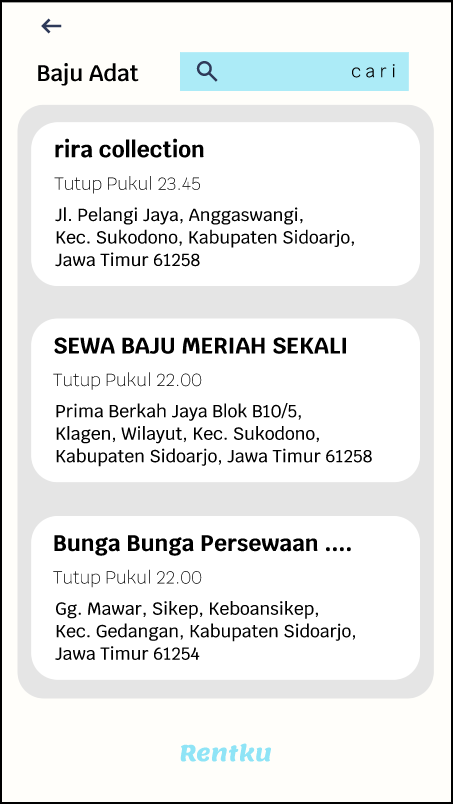 Baju Adat
cari
rira collection
Tutup Pukul 23.45
Jl. Pelangi Jaya, Anggaswangi,
Kec. Sukodono, Kabupaten Sidoarjo,
Jawa Timur 61258
SEWA BAJU MERIAH SEKALI
Tutup Pukul 22.00
Prima Berkah Jaya Blok B10/5,
Klagen, Wilayut, Kec. Sukodono,
Kabupaten Sidoarjo, Jawa Timur 61258
Bunga Bunga Persewaan ....
Tutup Pukul 22.00
Gg. Mawar, Sikep, Keboansikep,
Kec. Gedangan, Kabupaten Sidoarjo,
Jawa Timur 61254
Rentku